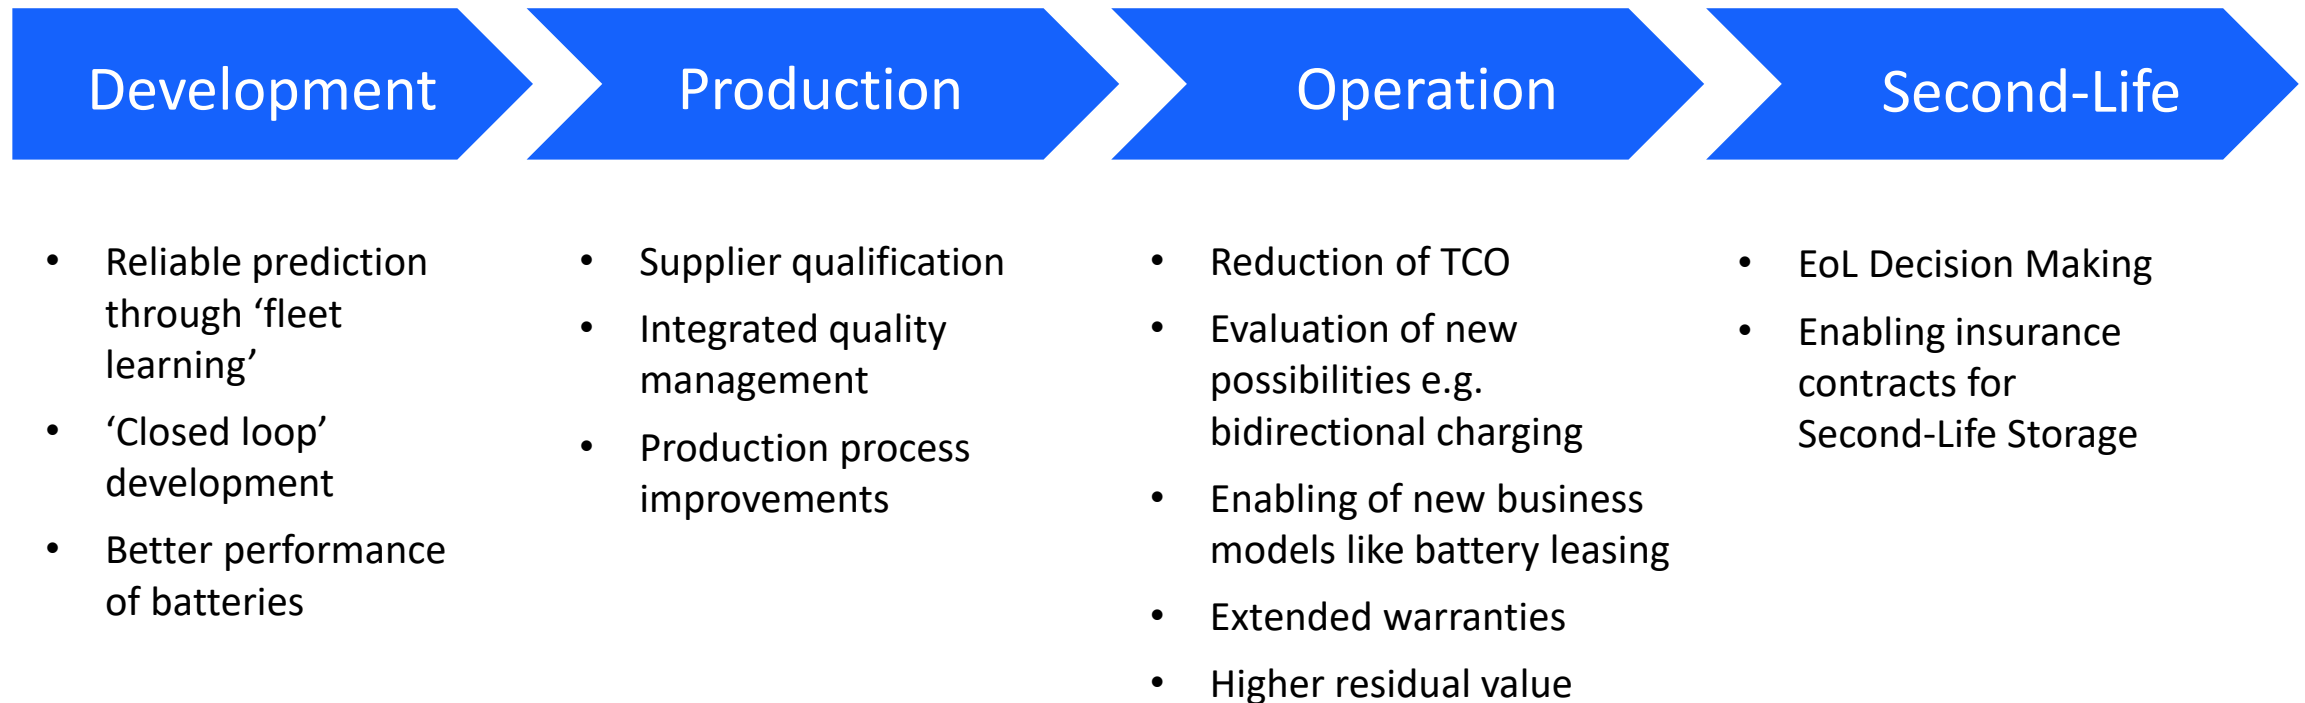 Development
Production
Operation
Second-Life
• Reliable prediction
through ‘fleet
learning’
• ‘Closed loop’
development
• Better performance
of batteries
• Supplier qualification
• Integrated quality
management
• Production process
improvements
• Reduction of TCO
• Evaluation of new
possibilities e.g.
bidirectional charging
• Enabling of new business
models like battery leasing
• Extended warranties
• Higher residual value
• EoL Decision Making
• Enabling insurance
contracts for
Second-Life Storage